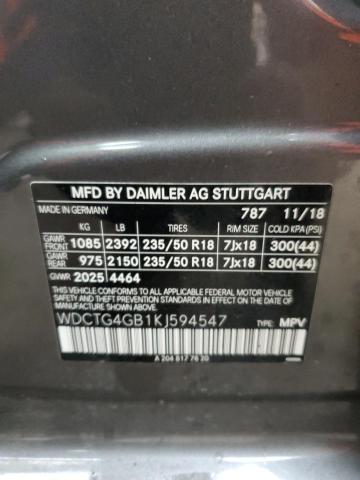 MFD BY DAIMLER AG STUTTGART
MADE IN GERMANY 787 11/18
KG LB TIRES RIM SIZE COLD KPA (PSI)
GAWR FRONT 1085 2392 235/50 R18 7Jx18 300(44)
GAWR REAR 975 2150 235/50 R18 7Jx18 300(44)
GVWR 2025 4464
THIS VEHICLE CONFORMS TO ALL APPLICABLE FEDERAL MOTOR VEHICLE SAFETY STANDARDS IN EFFECT ON THE DATE OF MANUFACTURE SHOWN ABOVE.
WDCTG4GB1KJ594547 TYPE: MPV
A 204 817 76 20